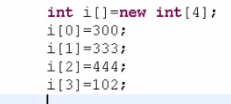 int i[]=new int[4];
i[0]=300;
i[1]=333;
i[2]=444;
i[3]=102;